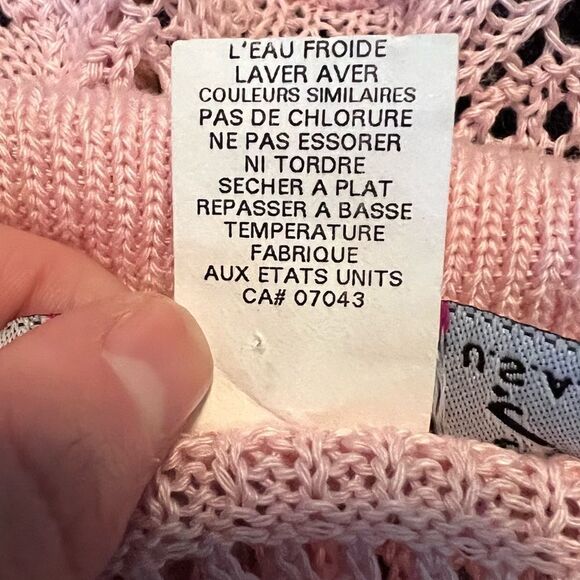 L'EAU FROIDE
LAVER AVER
COULEURS SIMILAIRES
PAS DE CHLORURE
NE PAS ESSORER
NI TORDRE
SECHER A PLAT
REPASSER A BASSE
TEMPERATURE
FABRIQUE
AUX ETATS UNITS
CA# 07043